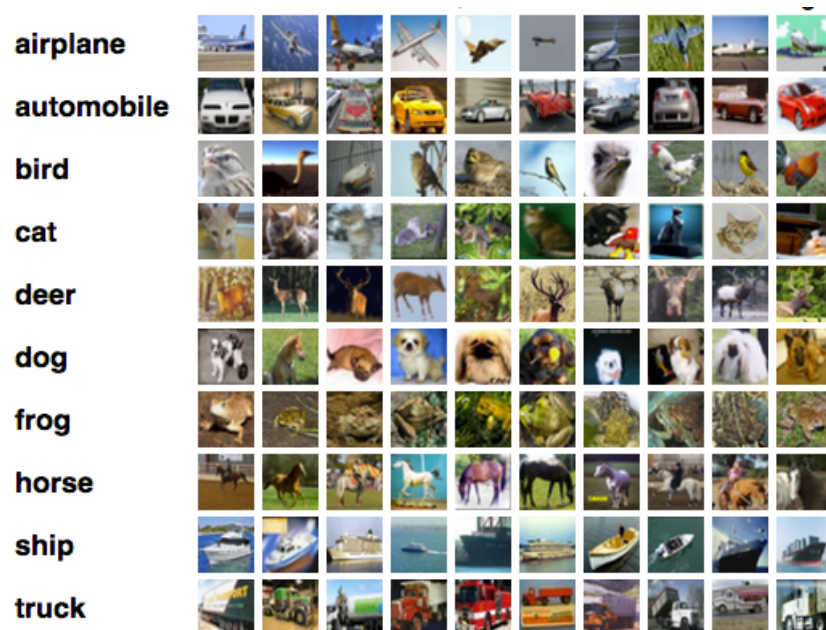 airplane
automobile
bird
cat
deer
dog
frog
horse
ship
truck